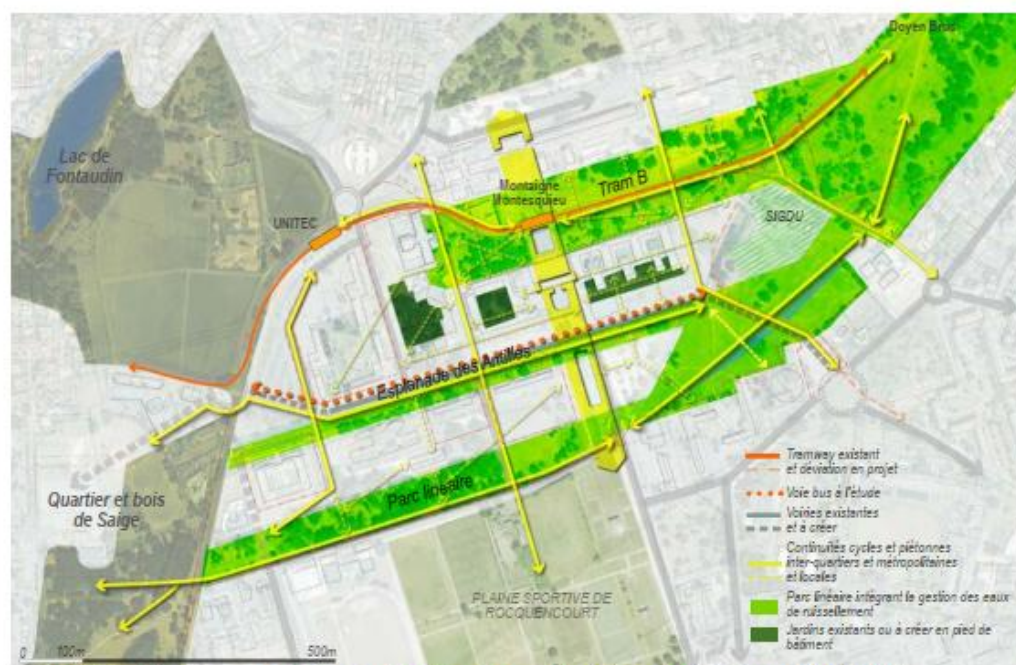 Doyen Brus
Lac de
Fontaudin
UNITEC
Montaigne
Montesquieu
Tram B
SIGDU
Esplanade des Antilles
Parc linéaire
Quartier et bois
de Saige
PLAINE SPORTIVE DE
ROCQUENCOURT
Tramway existant
et déviation en projet
Voie bus à l'étude
Voiries existantes
et à créer
Continuités cycles et piétonnes
inter-quartiers et métropolitaines
et locales
Parc linéaire intégrant la gestion des eaux
de ruissellement
Jardins existants ou à créer en pied de
bâtiment
0 100m 500m